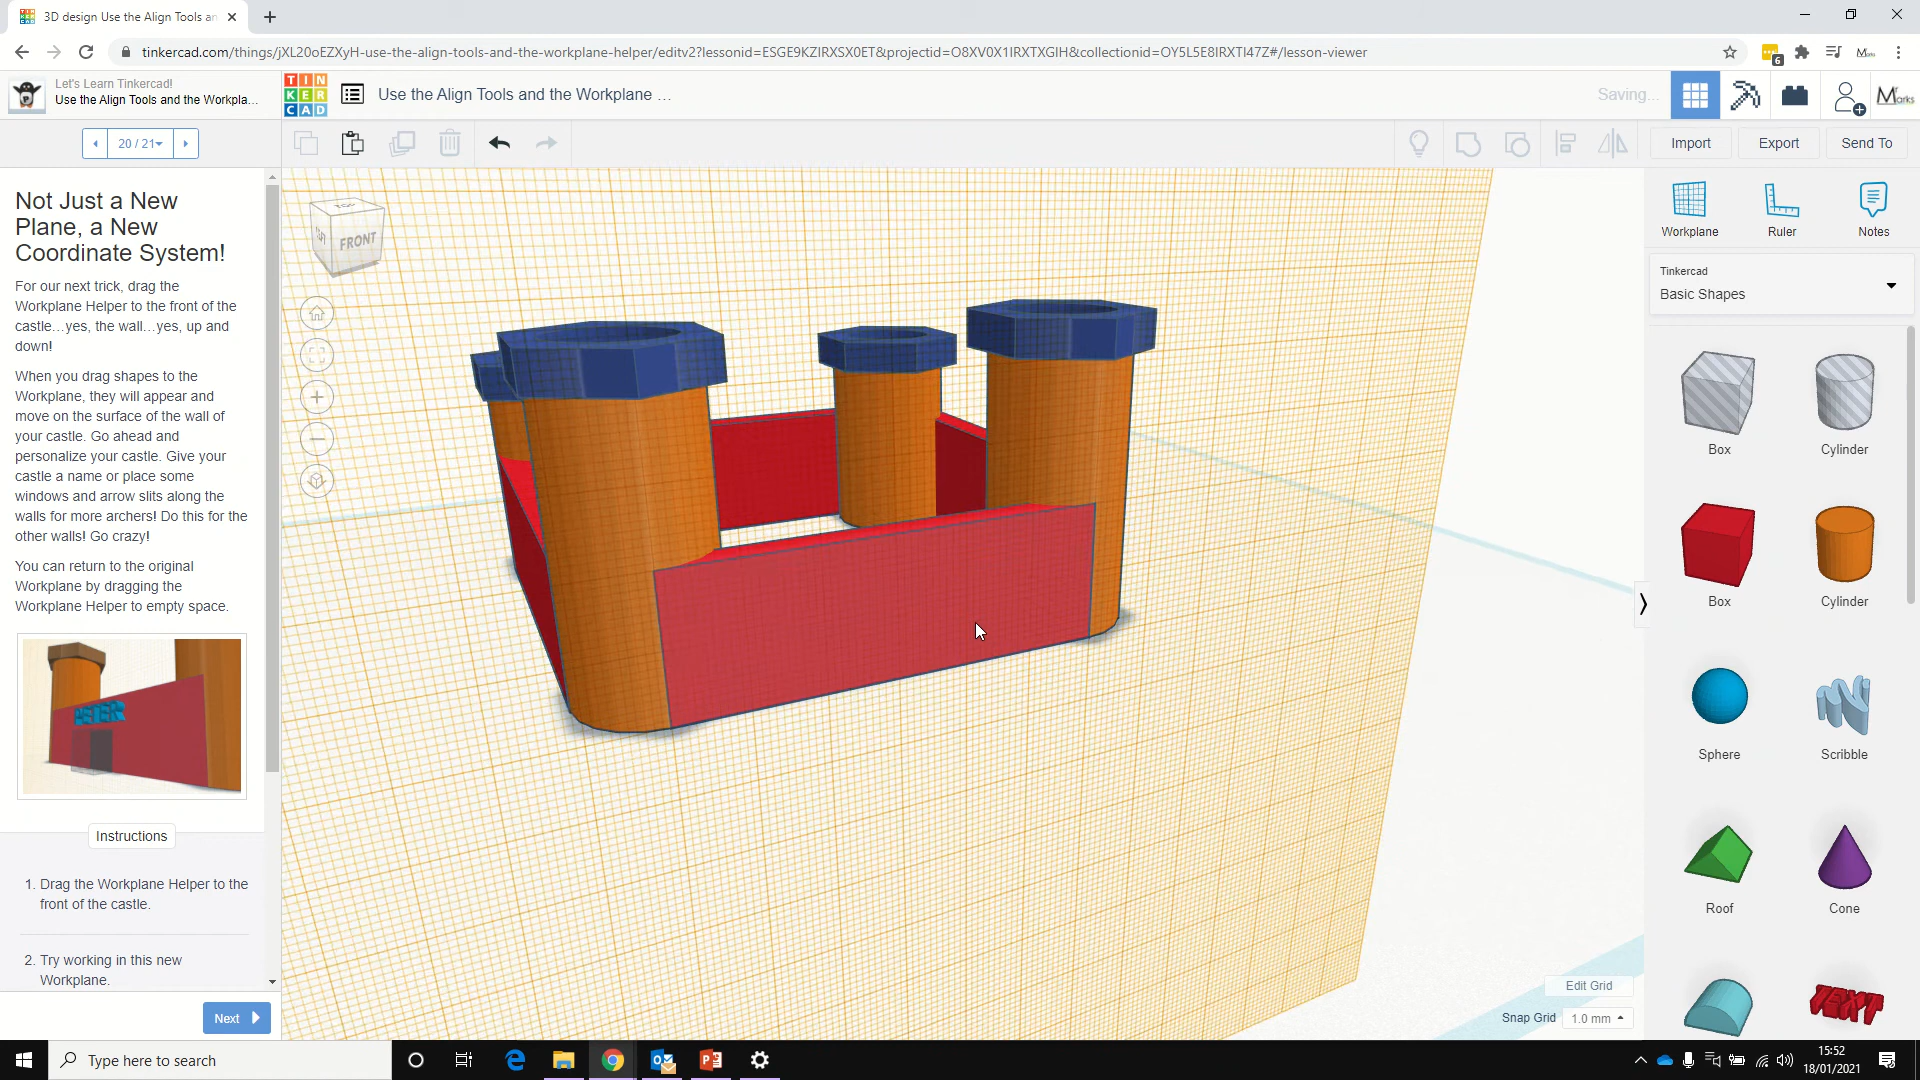 3D design Use the Align Tools an
tinkercad.com/things/jXL20oEZXyH-use-the-align-tools-and-the-workplane-helper/editv2?lessonid=ESGE9KZIRXSX0ET&projectid=O8XV0X1IRXTXGIH&collectionid=OY5L5E8IRXTI47Z#/lesson-viewer
6
Let's Learn Tinkercad!
Use the Align Tools and the Workpla...
TIN
KER
CAD
Use the Align Tools and the Workplane ...
Saving...
Marks
20 / 21
Import
Export
Send To
Not Just a New
Plane, a New
Coordinate System!
For our next trick, drag the
Workplane Helper to the front of the
castle…yes, the wall…yes, up and
down!
When you drag shapes to the
Workplane, they will appear and
move on the surface of the wall of
your castle. Go ahead and
personalize your castle. Give your
castle a name or place some
windows and arrow slits along the
walls for more archers! Do this for the
other walls! Go crazy!
You can return to the original
Workplane by dragging the
Workplane Helper to empty space.
PETER
Instructions
1. Drag the Workplane Helper to the
front of the castle.
2. Try working in this new
Workplane.
Next
TOP
FRONT
Edit Grid
Snap Grid 1.0 mm
Workplane
Ruler
Notes
Tinkercad
Basic Shapes
Box
Cylinder
Box
Cylinder
Sphere
Scribble
Roof
Cone
TEXT
Type here to search
15:52
18/01/2021